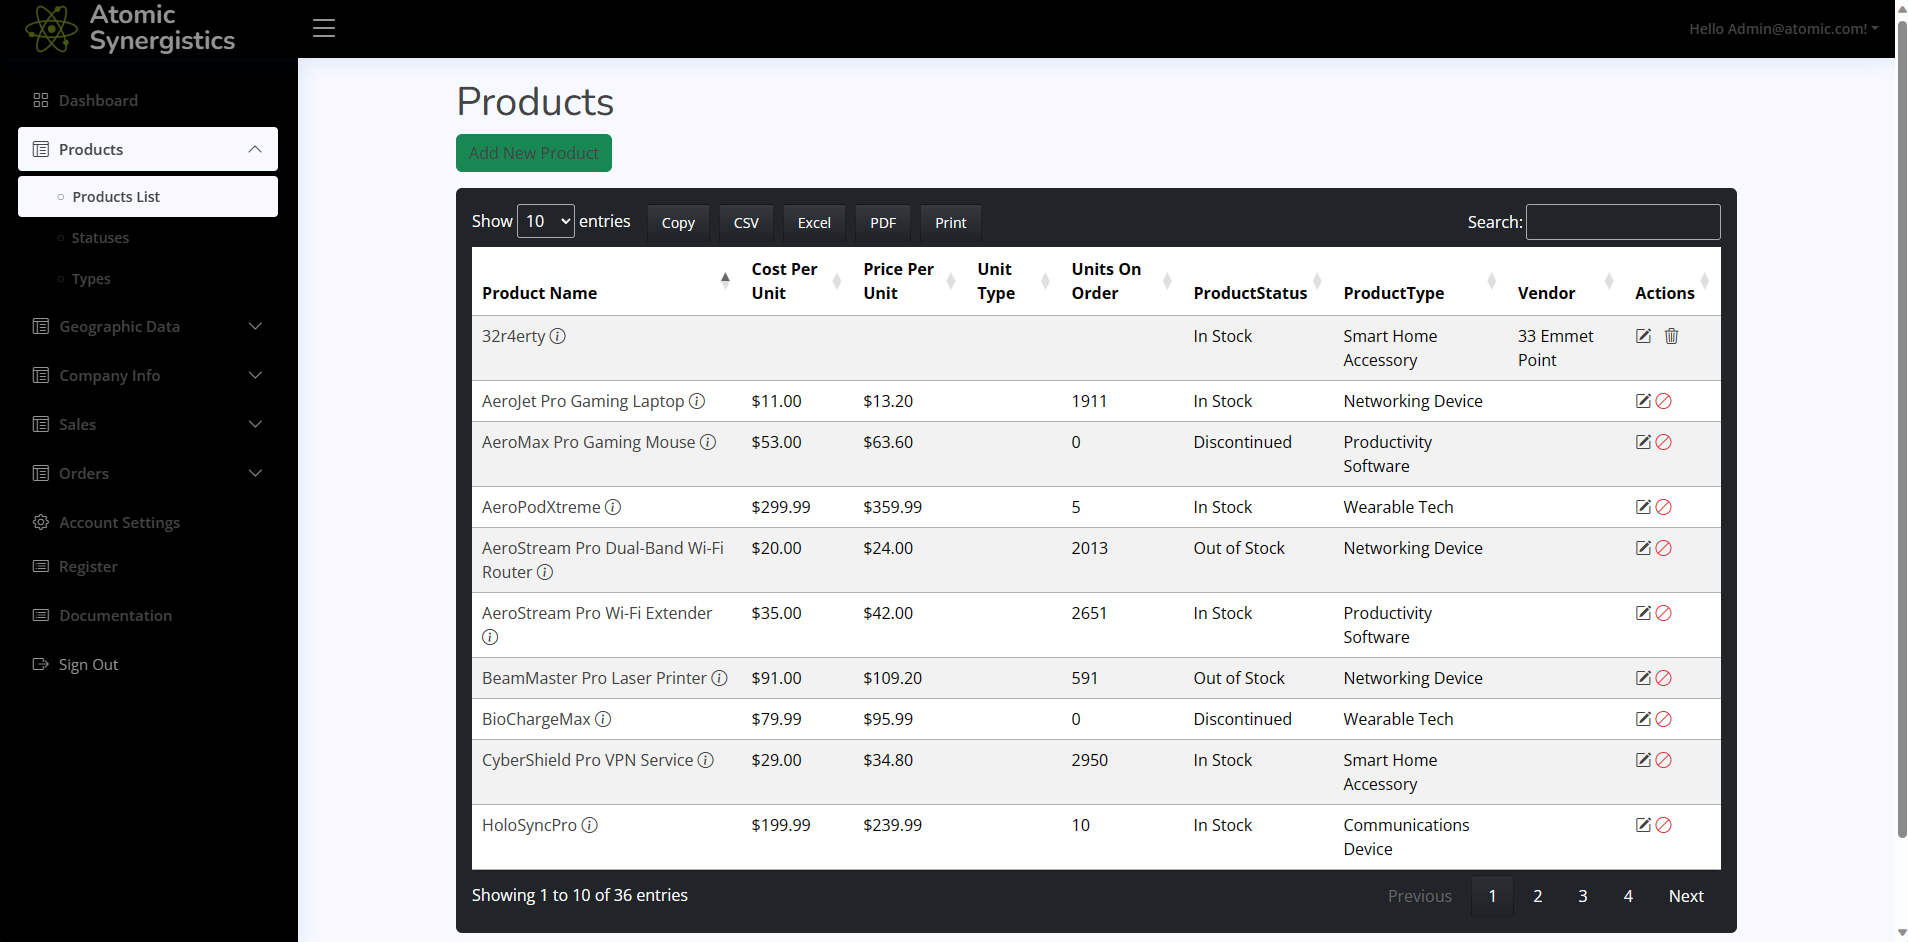 Atomic
Synergistics
Hello Admin@atomic.com!
Dashboard
Products
Products List
Statuses
Types
Geographic Data
Company Info
Sales
Orders
Account Settings
Register
Documentation
Sign Out
Products
Add New Product
Show 10 entries Copy CSV Excel PDF Print Search:
Product Name Cost Per Unit Price Per Unit Unit Type Units On Order ProductStatus ProductType Vendor Actions
32r4erty In Stock Smart Home Accessory 33 Emmet Point
AeroJet Pro Gaming Laptop $11.00 $13.20 1911 In Stock Networking Device
AeroMax Pro Gaming Mouse $53.00 $63.60 0 Discontinued Productivity Software
AeroPodXtreme $299.99 $359.99 5 In Stock Wearable Tech
AeroStream Pro Dual-Band Wi-Fi Router $20.00 $24.00 2013 Out of Stock Networking Device
AeroStream Pro Wi-Fi Extender $35.00 $42.00 2651 In Stock Productivity Software
BeamMaster Pro Laser Printer $91.00 $109.20 591 Out of Stock Networking Device
BioChargeMax $79.99 $95.99 0 Discontinued Wearable Tech
CyberShield Pro VPN Service $29.00 $34.80 2950 In Stock Smart Home Accessory
HoloSyncPro $199.99 $239.99 10 In Stock Communications Device
Showing 1 to 10 of 36 entries Previous 1 2 3 4 Next